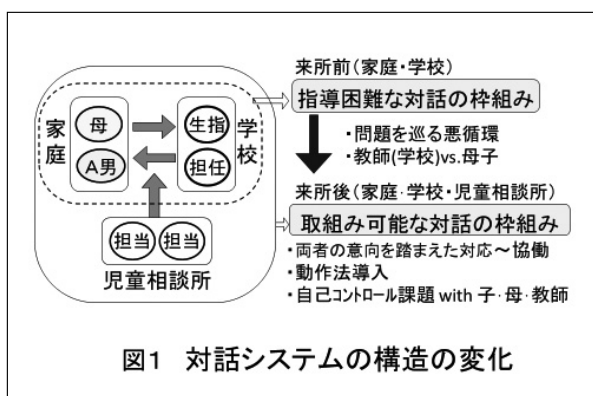 家庭
母
A男
生指
担任
学校
担当 担当
児童相談所
来所前(家庭・学校)
指導困難な対話の枠組み
・問題を巡る悪循環
・教師(学校)vs.母子
来所後(家庭・学校・児童相談所)
取組み可能な対話の枠組み
・両者の意向を踏まえた対応～協働
・動作法導入
・自己コントロール課題 with 子・母・教師
図1 対話システムの構造の変化